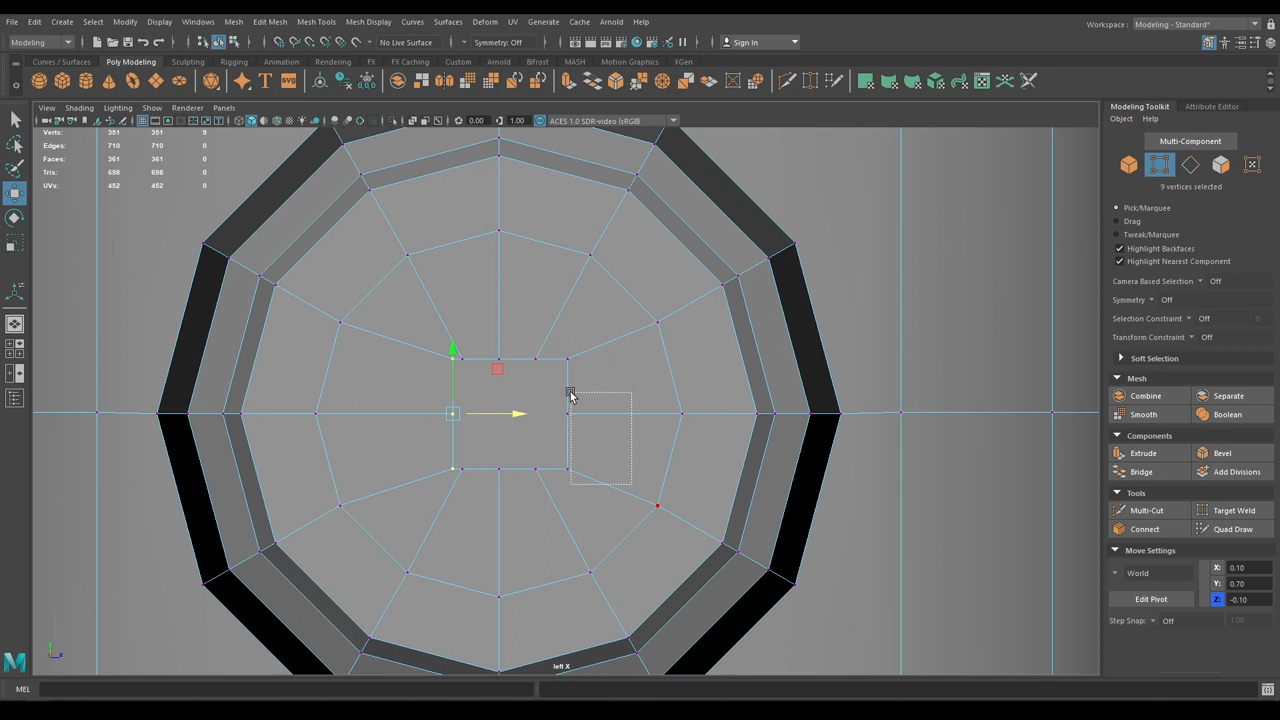 File Edit Create Select Modify Display Windows Mesh Edit Mesh Mesh Tools Mesh Display Curves Surfaces Deform UV Generate Cache Arnold Help
Workspace : Modeling - Standard*
Modeling No Live Surface Symmetry: Off Sign In
Curves / Surfaces Poly Modeling Sculpting Rigging Animation Rendering FX FX Caching Custom Arnold Bifrost MASH Motion Graphics XGen
View Shading Lighting Show Renderer Panels
0.00 1.00 ACES 1.0 SDR-video (sRGB)
Verts: 351 351 9
Edges: 710 710 0
Faces: 361 361 0
Tris: 698 698 0
UVs: 452 452 0
left X
Modeling Toolkit Attribute Editor
Object Help
Multi-Component
9 vertices selected
Pick/Marquee
Drag
Tweak/Marquee
Highlight Backfaces
Highlight Nearest Component
Camera Based Selection Off
Symmetry Off
Selection Constraint Off 0
Transform Constraint Off
Soft Selection
Mesh
Combine Separate
Smooth Boolean
Components
Extrude Bevel
Bridge Add Divisions
Tools
Multi-Cut Target Weld
Connect Quad Draw
Move Settings
World X: 0.10
Y: 0.70
Edit Pivot Z: -0.10
Step Snap: Off 1.00
MEL